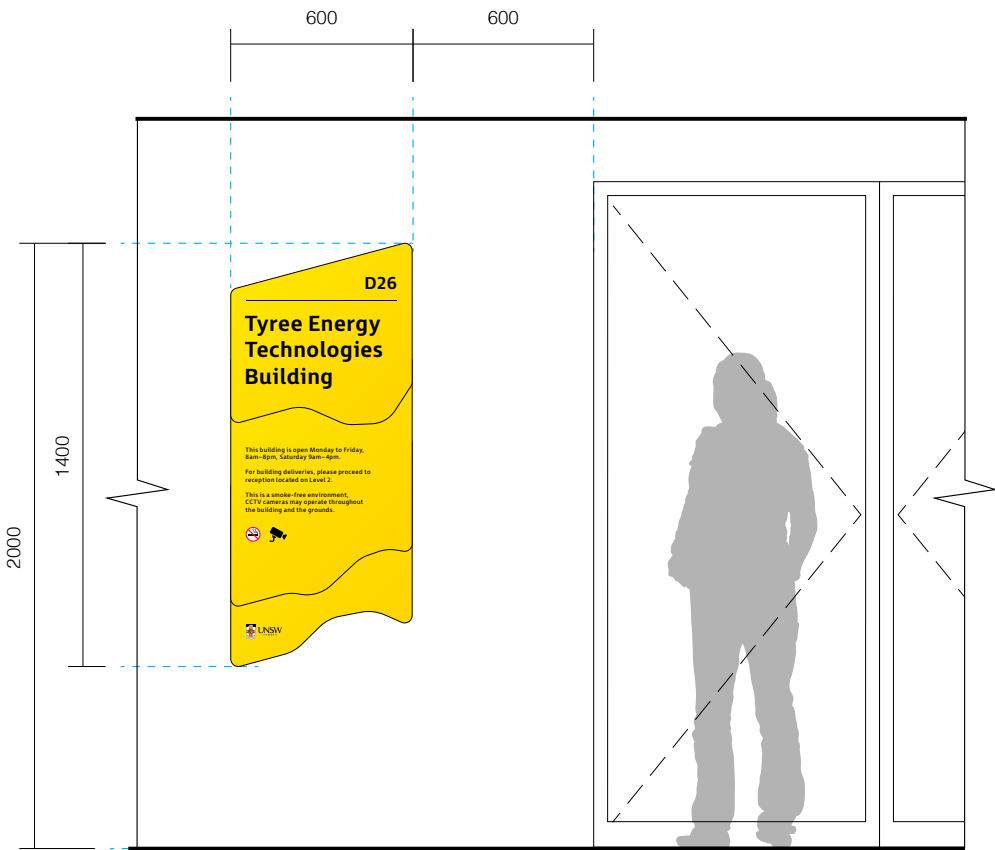 600
600
D26
Tyree Energy
Technologies
Building
1400
This building is open Monday to Friday,
8am–8pm, Saturday 9am–4pm.
For building deliveries, please proceed to
reception located on Level 2.
This is a smoke-free environment,
CCTV cameras may operate throughout
the building and the grounds.
2000
UNSW